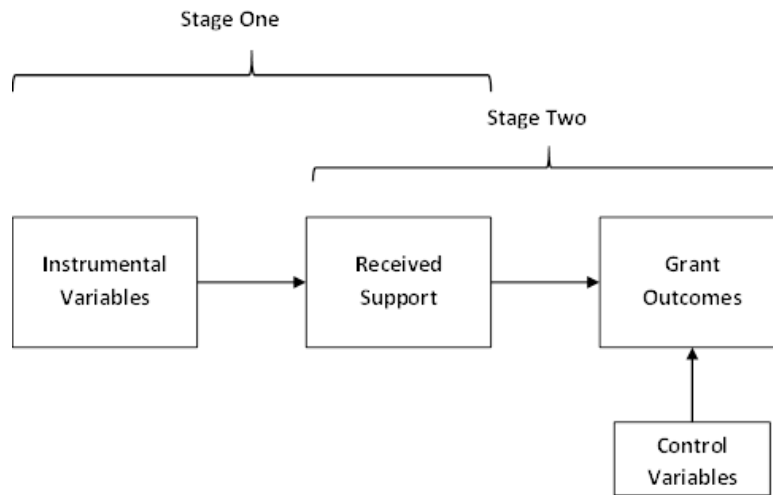 Stage One
Stage Two
Instrumental
Variables
Received
Support
Grant
Outcomes
Control
Variables